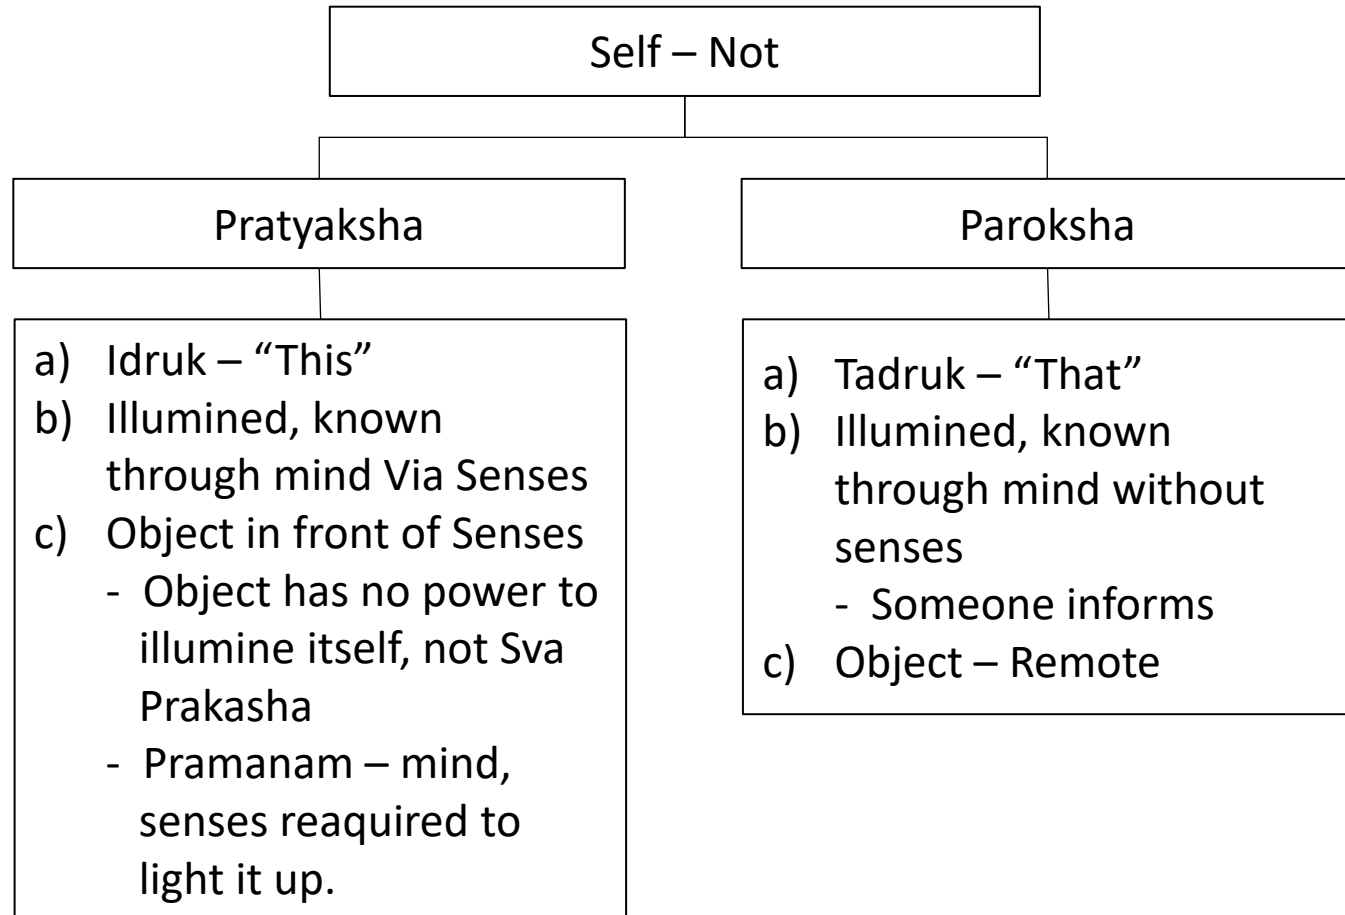 Self – Not
Pratyaksha
Paroksha
a) Idruk – “This”
b) Illumined, known
through mind Via Senses
c) Object in front of Senses
- Object has no power to
illumine itself, not Sva
Prakasha
- Pramanam – mind,
senses reaquired to
light it up.
a) Tadruk – “That”
b) Illumined, known
through mind without
senses
- Someone informs
c) Object – Remote